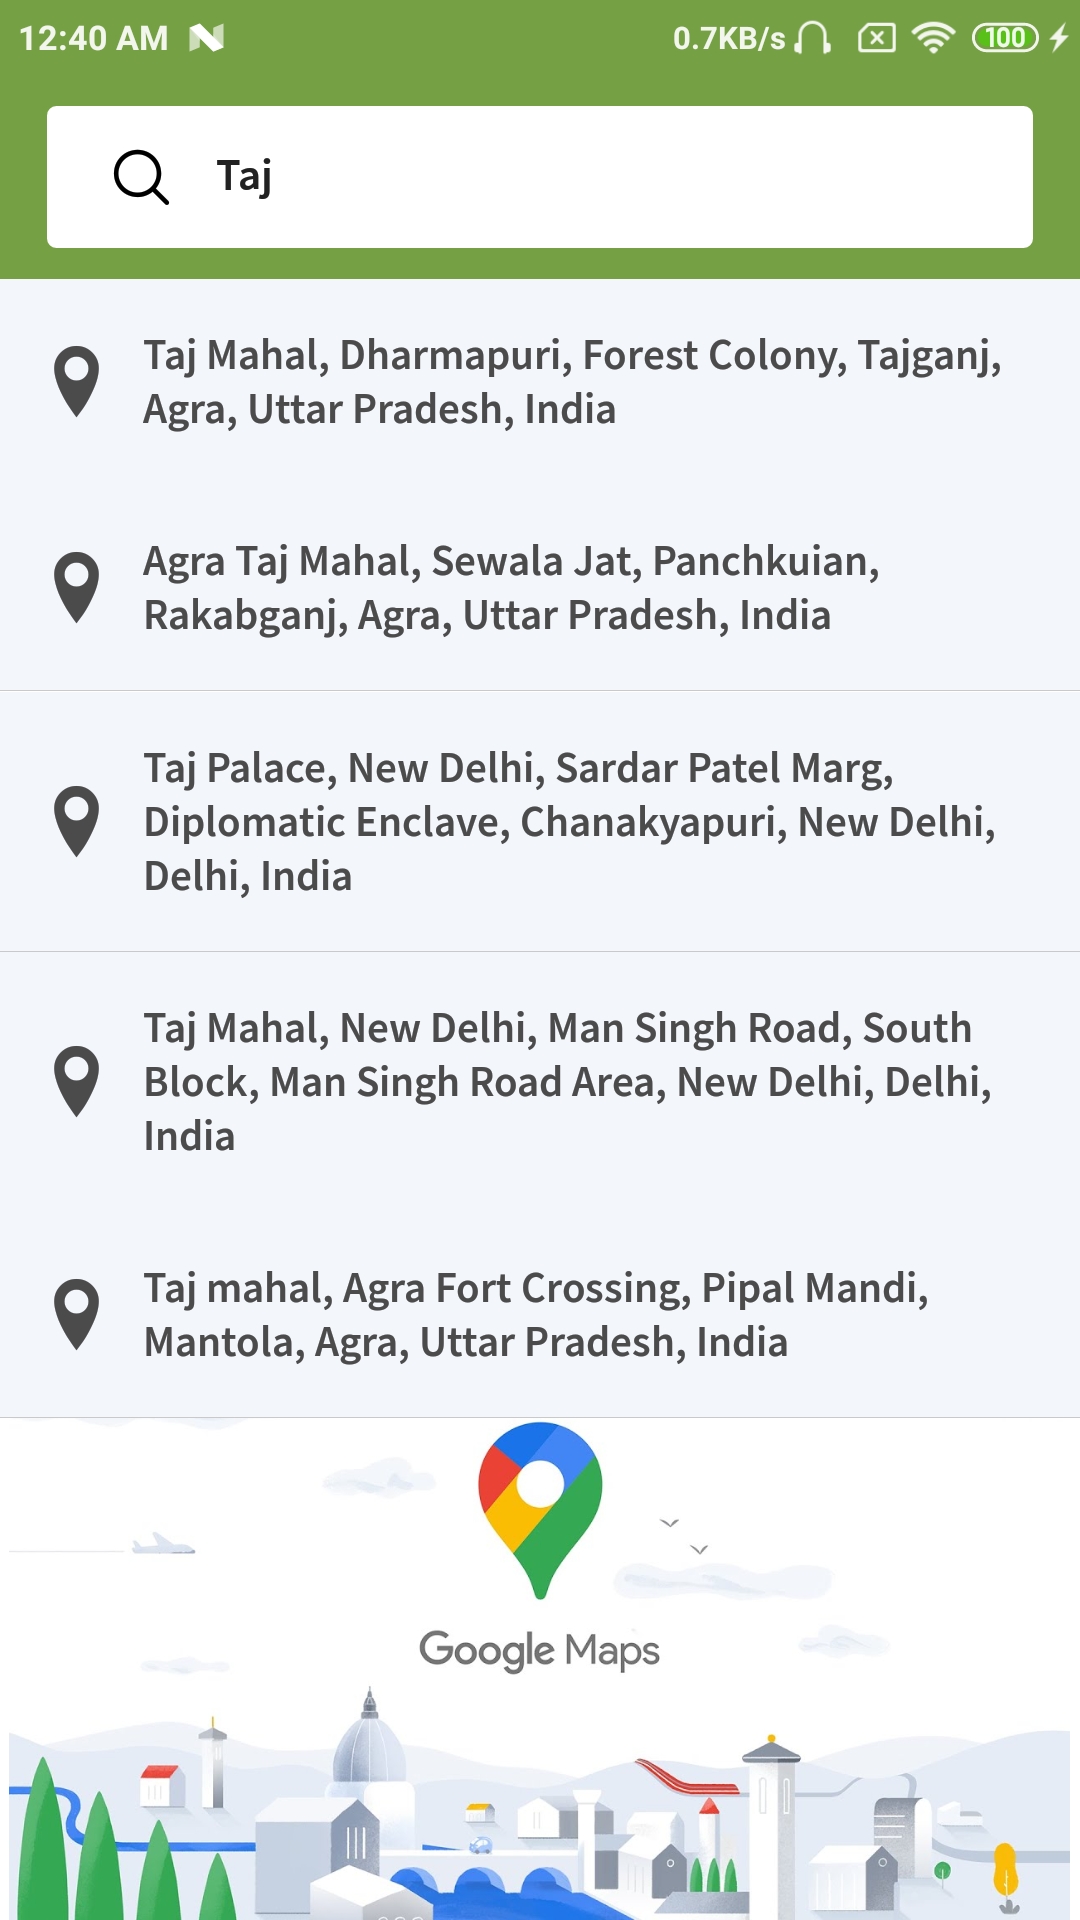 12:40 AM 0.7KB/s 100
Taj
Taj Mahal, Dharmapuri, Forest Colony, Tajganj,
Agra, Uttar Pradesh, India
Agra Taj Mahal, Sewala Jat, Panchkuian,
Rakabganj, Agra, Uttar Pradesh, India
Taj Palace, New Delhi, Sardar Patel Marg,
Diplomatic Enclave, Chanakyapuri, New Delhi,
Delhi, India
Taj Mahal, New Delhi, Man Singh Road, South
Block, Man Singh Road Area, New Delhi, Delhi,
India
Taj mahal, Agra Fort Crossing, Pipal Mandi,
Mantola, Agra, Uttar Pradesh, India
Google Maps